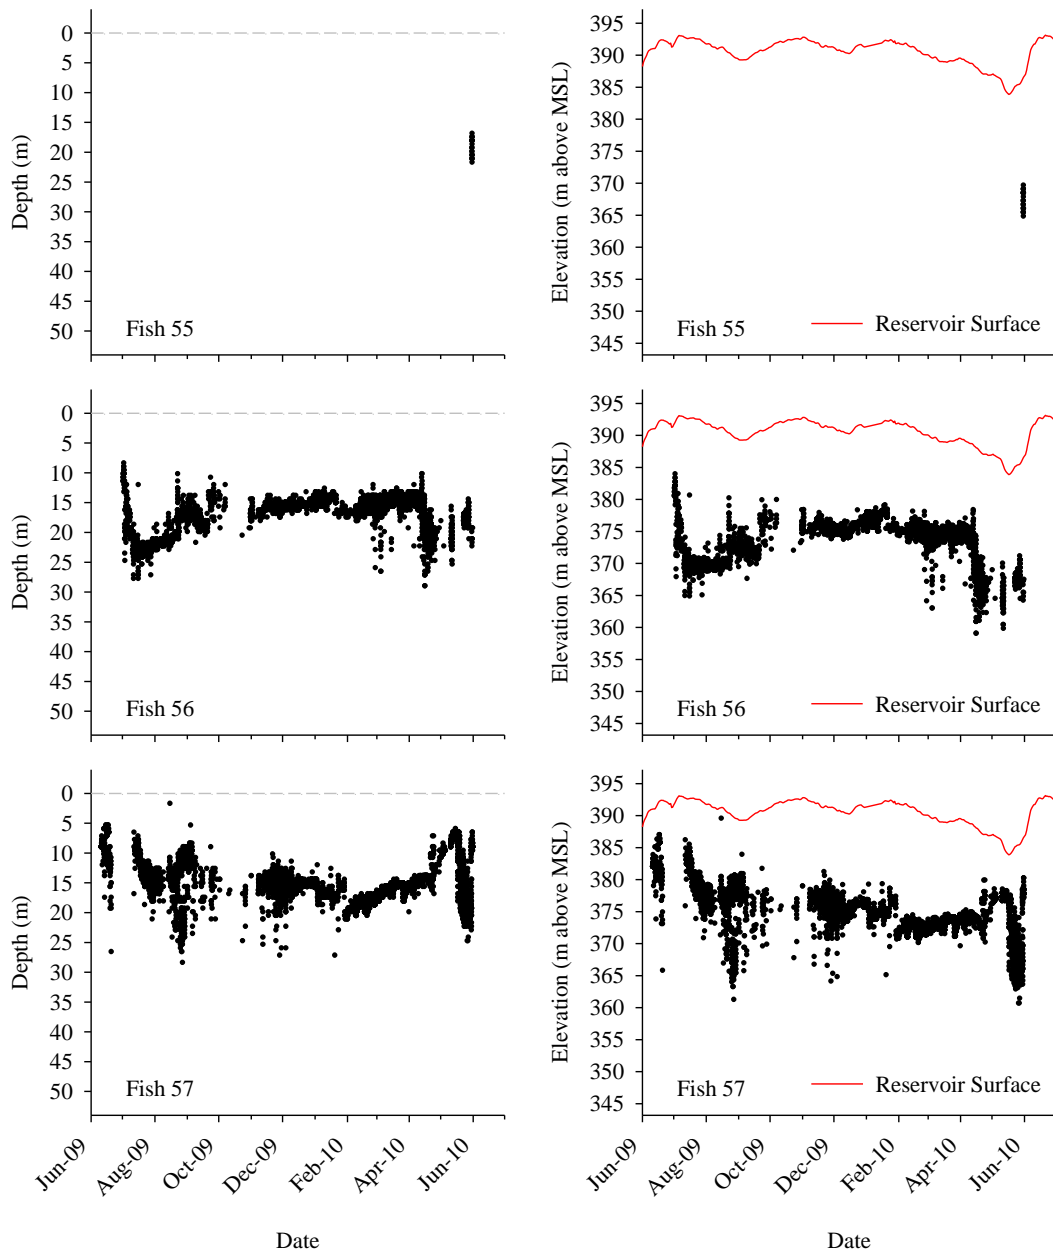 0
5
10
15
20
25
30
35
40
45
50
Depth (m)
Fish 55
395
390
385
380
375
370
365
360
355
350
345
Elevation (m above MSL)
Fish 55
Reservoir Surface
0
5
10
15
20
25
30
35
40
45
50
Depth (m)
Fish 56
395
390
385
380
375
370
365
360
355
350
345
Elevation (m above MSL)
Fish 56
Reservoir Surface
0
5
10
15
20
25
30
35
40
45
50
Depth (m)
Fish 57
Jun-09
Aug-09
Oct-09
Dec-09
Feb-10
Apr-10
Jun-10
Date
395
390
385
380
375
370
365
360
355
350
345
Elevation (m above MSL)
Fish 57
Reservoir Surface
Jun-09
Aug-09
Oct-09
Dec-09
Feb-10
Apr-10
Jun-10
Date